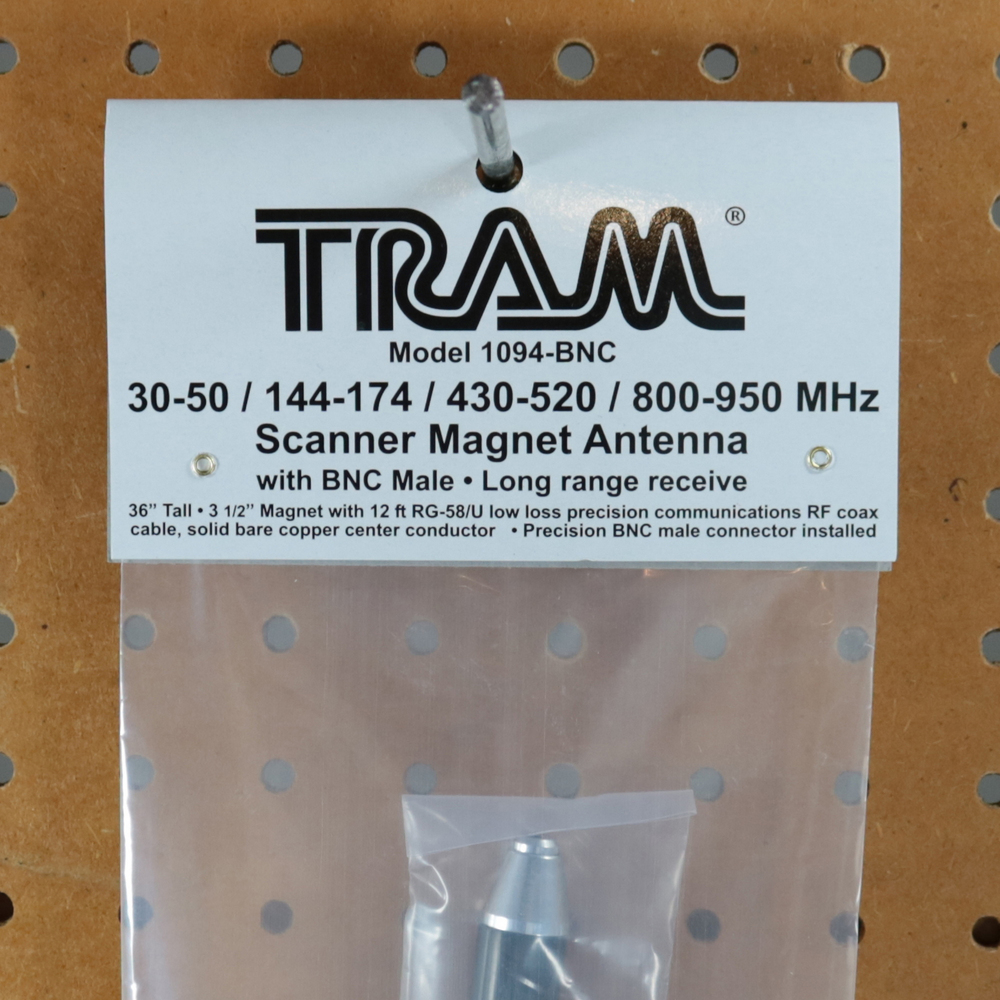 TRAM®
Model 1094-BNC
30-50 / 144-174 / 430-520 / 800-950 MHz
Scanner Magnet Antenna
with BNC Male • Long range receive
36” Tall • 3 1/2” Magnet with 12 ft RG-58/U low loss precision communications RF coax
cable, solid bare copper center conductor • Precision BNC male connector installed